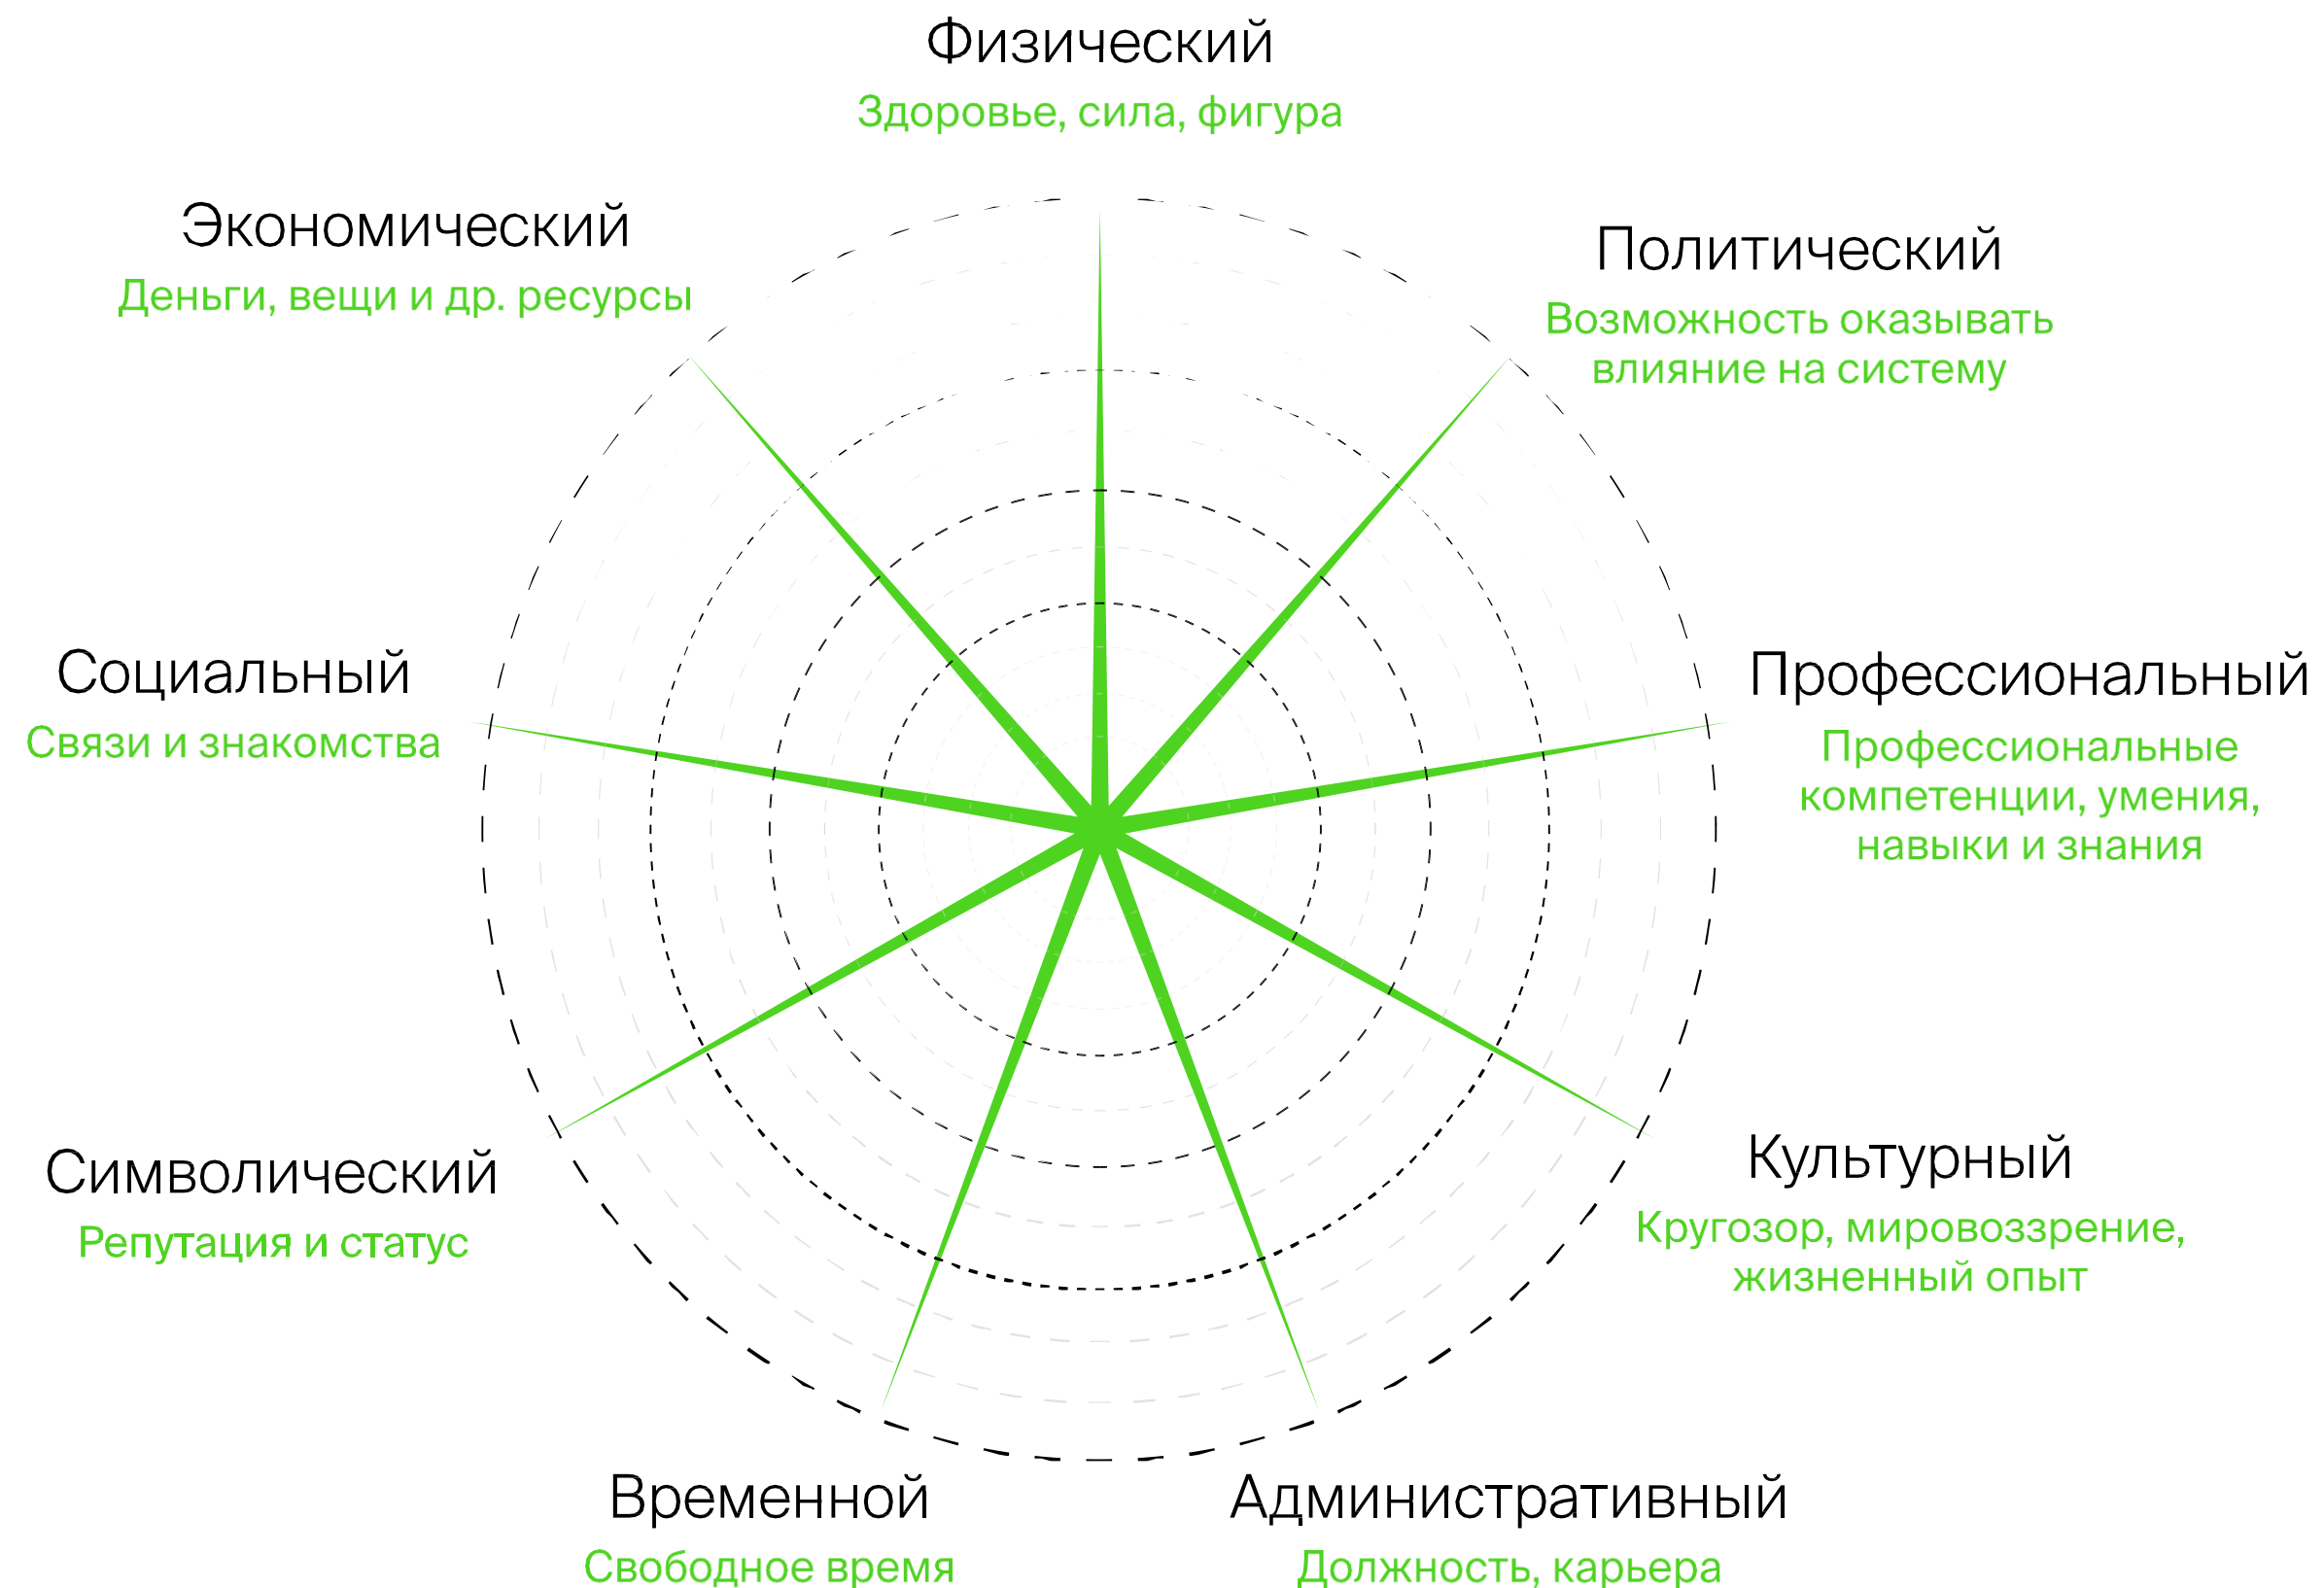 Физический
Здоровье, сила, фигура
Экономический
Деньги, вещи и др. ресурсы
Политический
Возможность оказывать
влияние на систему
Социальный
Связи и знакомства
Профессиональный
Профессиональные
компетенции, умения,
навыки и знания
Символический
Репутация и статус
Культурный
Кругозор, мировоззрение,
жизненный опыт
Временной
Свободное время
Административный
Должность, карьера